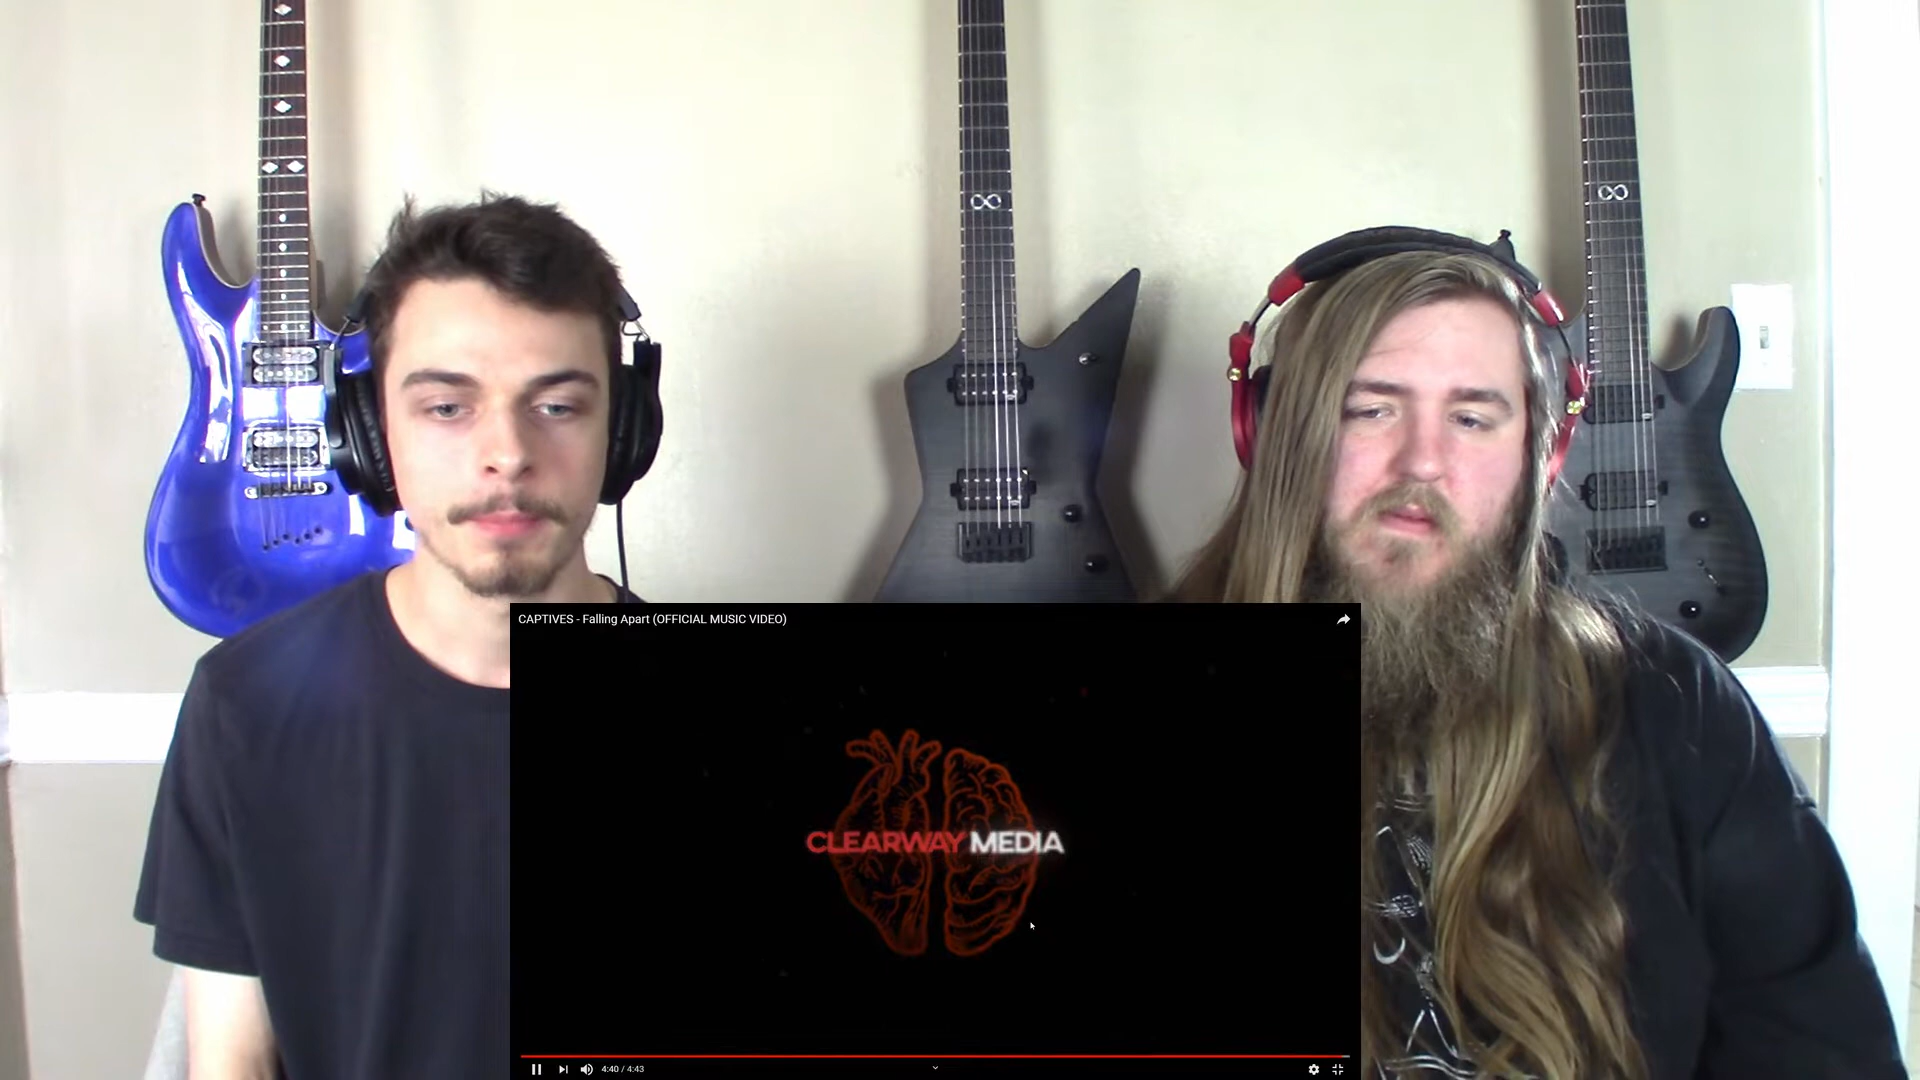 CAPTIVES - Falling Apart (OFFICIAL MUSIC VIDEO)
CLEARWAY MEDIA
4:40 / 4:43